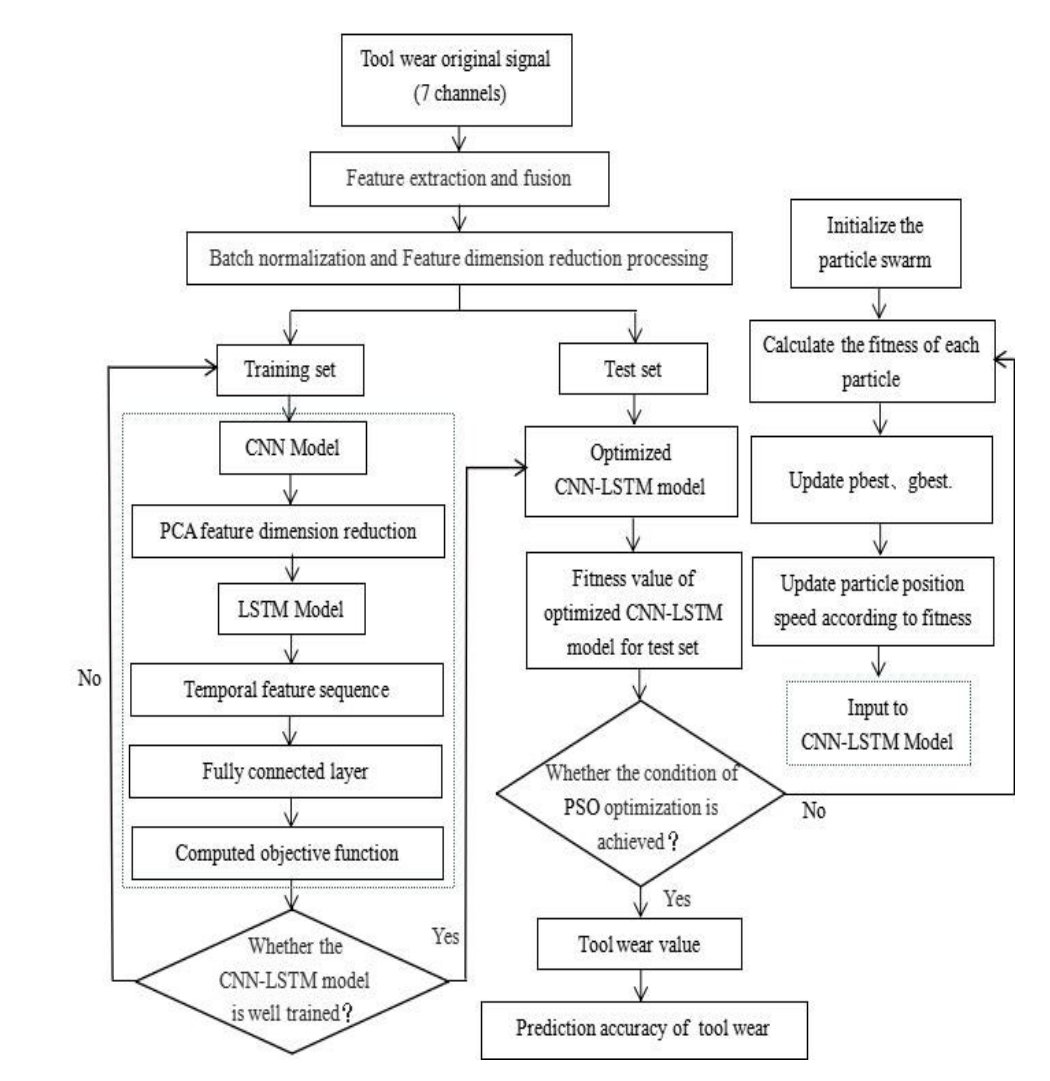 Tool wear original signal
(7 channels)
Feature extraction and fusion
Batch normalization and Feature dimension reduction processing
Training set
CNN Model
PCA feature dimension reduction
LSTM Model
Temporal feature sequence
Fully connected layer
Computed objective function
Whether the
CNN-LSTM model
is well trained?
No
Yes
Test set
Optimized
CNN-LSTM model
Fitness value of
optimized CNN-LSTM
model for test set
Whether the condition of
PSO optimization is
achieved?
No
Yes
Tool wear value
Prediction accuracy of tool wear
Initialize the
particle swarm
Calculate the fitness of each
particle
Update pbest、gbest.
Update particle position
speed according to fitness
Input to
CNN-LSTM Model